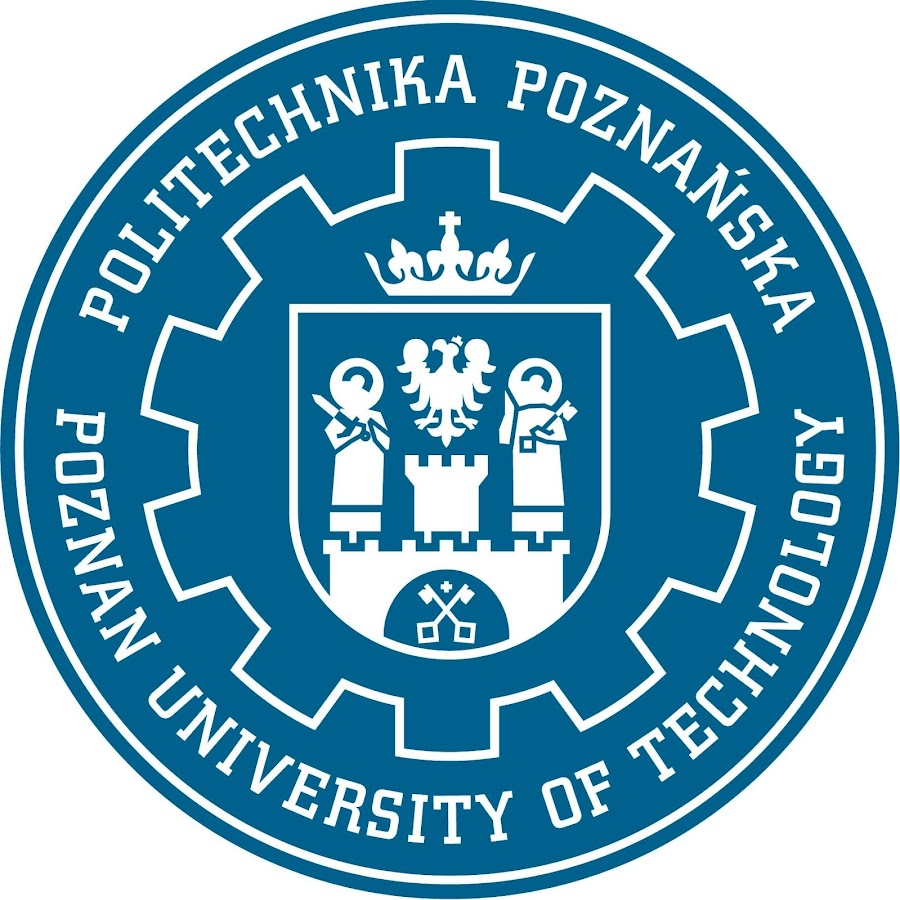 POLITECHNIKA POZNAŃSKA
POZNAN UNIVERSITY OF TECHNOLOGY